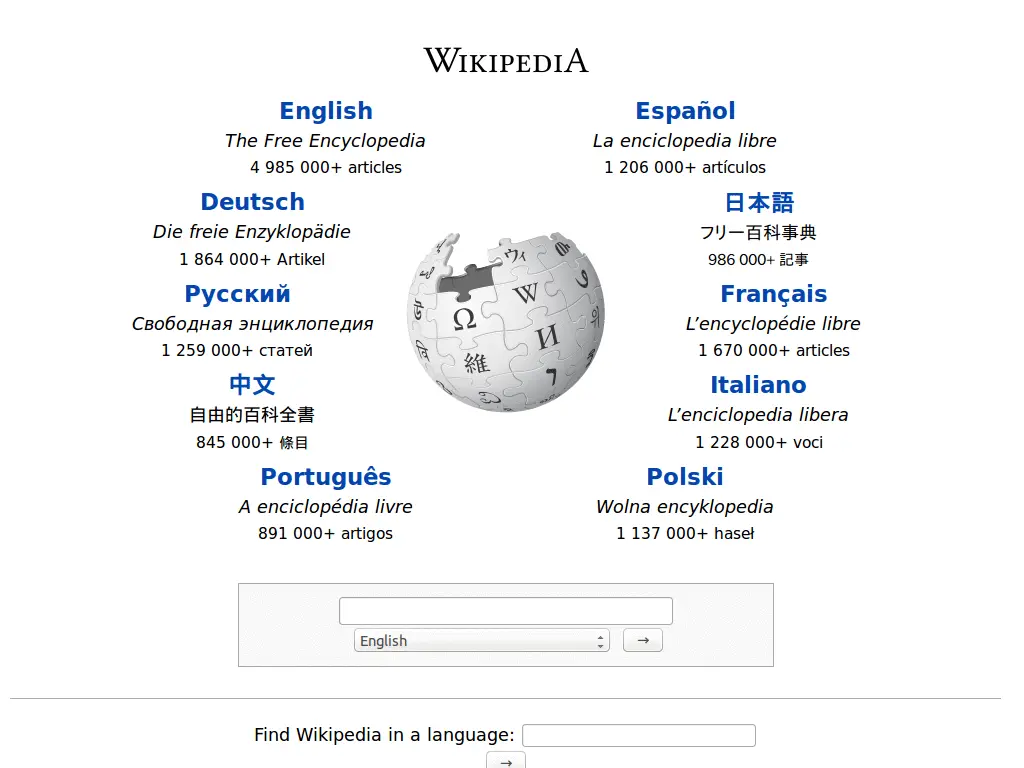 WIKIPEDIA
English
The Free Encyclopedia
4 985 000+ articles
Español
La enciclopedia libre
1 206 000+ artículos
Deutsch
Die freie Enzyklopädie
1 864 000+ Artikel
日本語
フリー百科事典
986 000+ 記事
Русский
Свободная энциклопедия
1 259 000+ статей
Français
L’encyclopédie libre
1 670 000+ articles
中文
自由的百科全書
845 000+ 條目
Italiano
L’enciclopedia libera
1 228 000+ voci
Português
A enciclopédia livre
891 000+ artigos
Polski
Wolna encyklopedia
1 137 000+ haseł
Ω
W
ウィ
И
維
English
→
Find Wikipedia in a language:
→